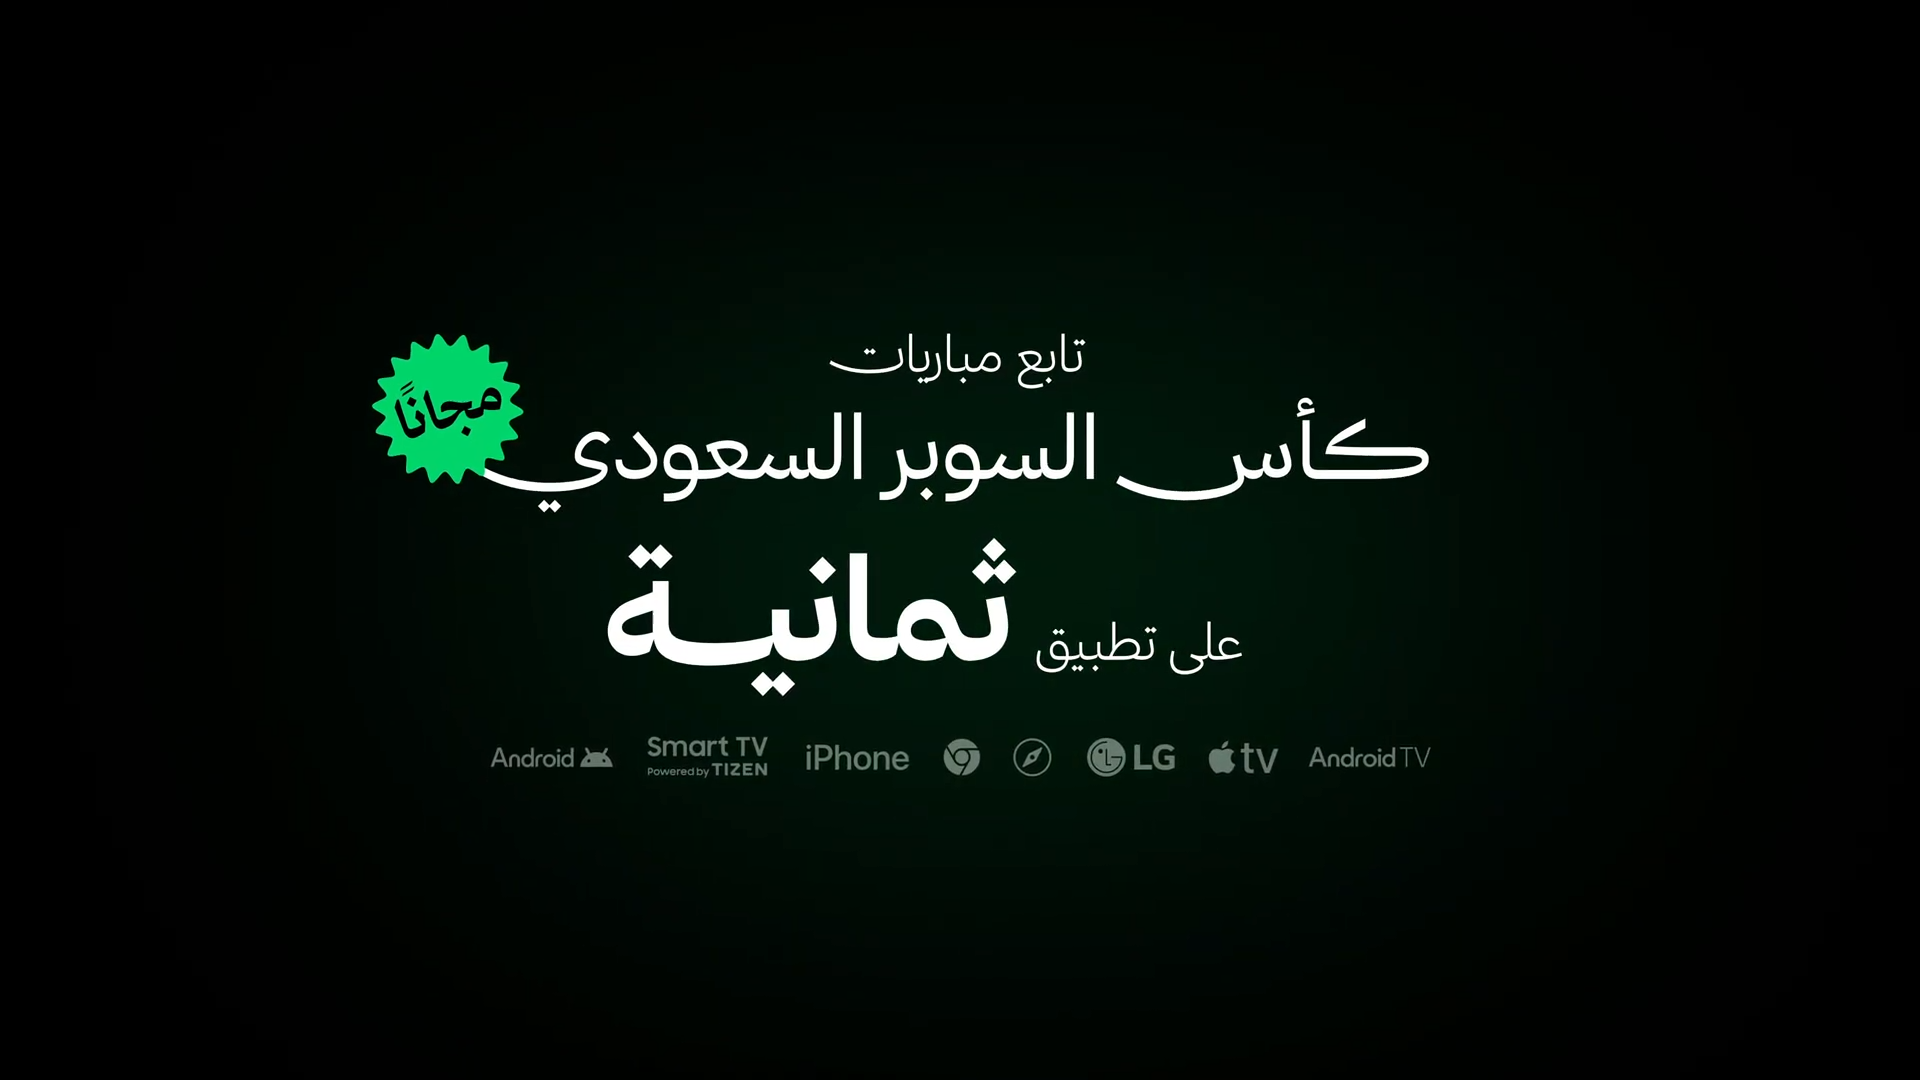 تابع مباريات
كأس السوبر السعودي
مجانًا
على تطبيق ثمانية
Android
Smart TV
Powered by TIZEN
iPhone
LG
tv
Android TV